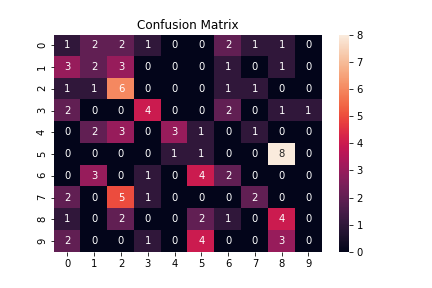 Confusion Matrix
0 1 2 2 1 0 0 2 1 1 0
1 3 2 3 0 0 0 1 0 1 0
2 1 1 6 0 0 0 1 1 0 0
3 2 0 0 4 0 0 2 0 1 1
4 0 2 3 0 3 1 0 1 0 0
5 0 0 0 0 1 1 0 0 8 0
6 0 3 0 1 0 4 2 0 0 0
7 2 0 5 1 0 0 0 2 0 0
8 1 0 2 0 0 2 1 0 4 0
9 2 0 0 1 0 4 0 0 3 0
0 1 2 3 4 5 6 7 8 9
8
7
6
5
4
3
2
1
0